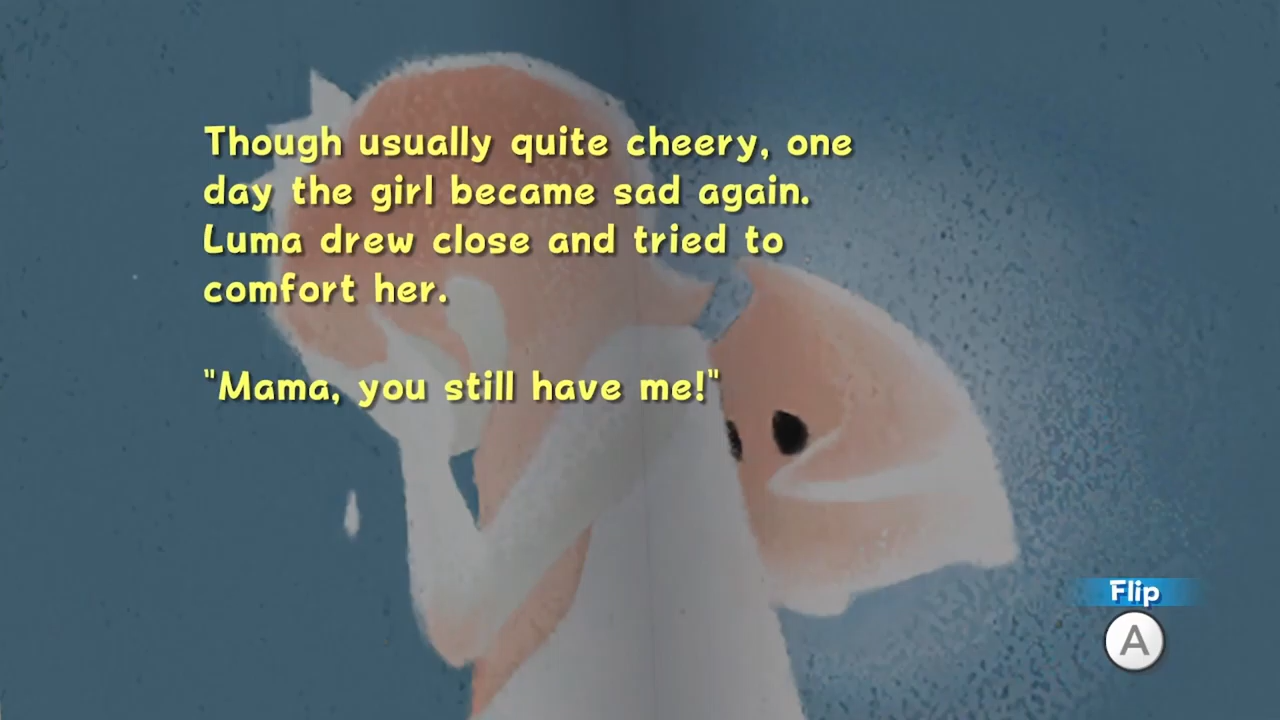 Though usually quite cheery, one
day the girl became sad again.
Luma drew close and tried to
comfort her.
"Mama, you still have me!"
Flip
A